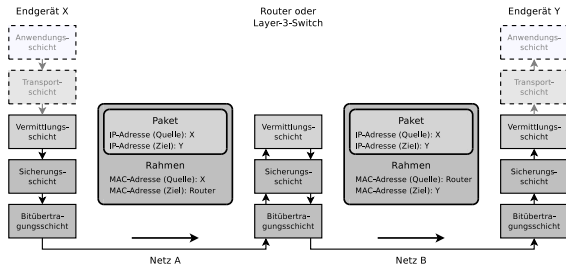 Endgerät X
Router oder
Layer-3-Switch
Endgerät Y
Anwendungs-
schicht
Transport-
schicht
Vermittlungs-
schicht
Sicherungs-
schicht
Bitübertra-
gungsschicht
Paket
IP-Adresse (Quelle): X
IP-Adresse (Ziel): Y
Rahmen
MAC-Adresse (Quelle): X
MAC-Adresse (Ziel): Router
Vermittlungs-
schicht
Sicherungs-
schicht
Bitübertra-
gungsschicht
Paket
IP-Adresse (Quelle): X
IP-Adresse (Ziel): Y
Rahmen
MAC-Adresse (Quelle): Router
MAC-Adresse (Ziel): Y
Anwendungs-
schicht
Transport-
schicht
Vermittlungs-
schicht
Sicherungs-
schicht
Bitübertra-
gungsschicht
Netz A
Netz B